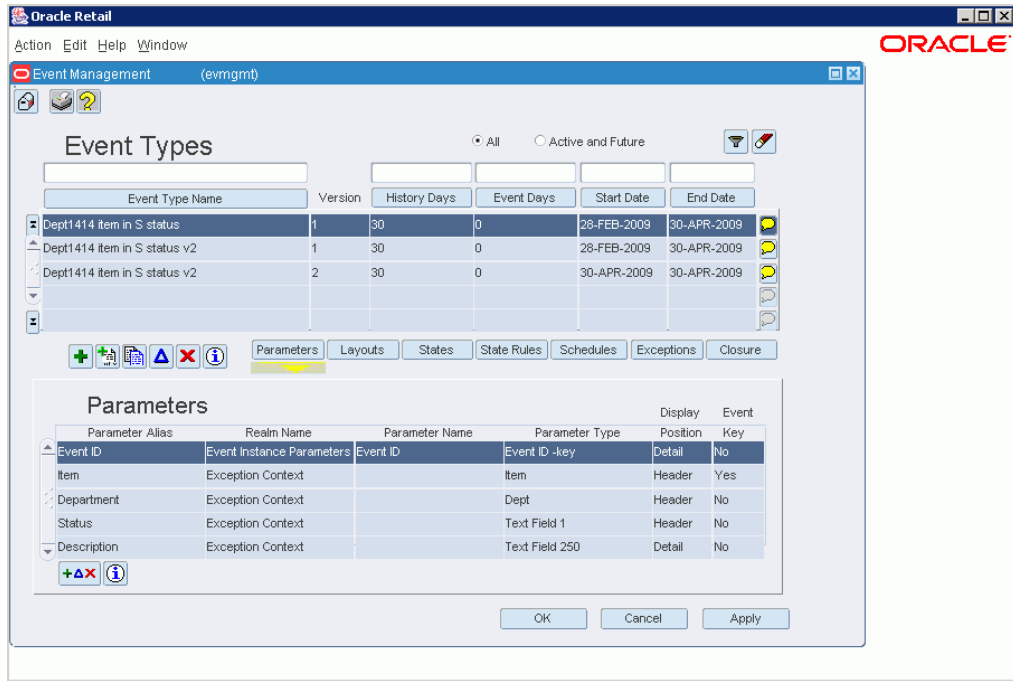 Oracle Retail
Action Edit Help Window
ORACLE
Event Management (evmgmt)
Event Types
All Active and Future
Event Type Name Version History Days Event Days Start Date End Date
Dept1414 item in S status 1 30 0 28-FEB-2009 30-APR-2009
Dept1414 item in S status v2 1 30 0 28-FEB-2009 30-APR-2009
Dept1414 item in S status v2 2 30 0 30-APR-2009 30-APR-2009
Parameters Layouts States State Rules Schedules Exceptions Closure
Parameters
Parameter Alias Realm Name Parameter Name Parameter Type Display Position Event Key
Event ID Event Instance Parameters Event ID Event ID -key Detail No
Item Exception Context Item Header Yes
Department Exception Context Dept Header No
Status Exception Context Text Field 1 Header No
Description Exception Context Text Field 250 Detail No
OK Cancel Apply